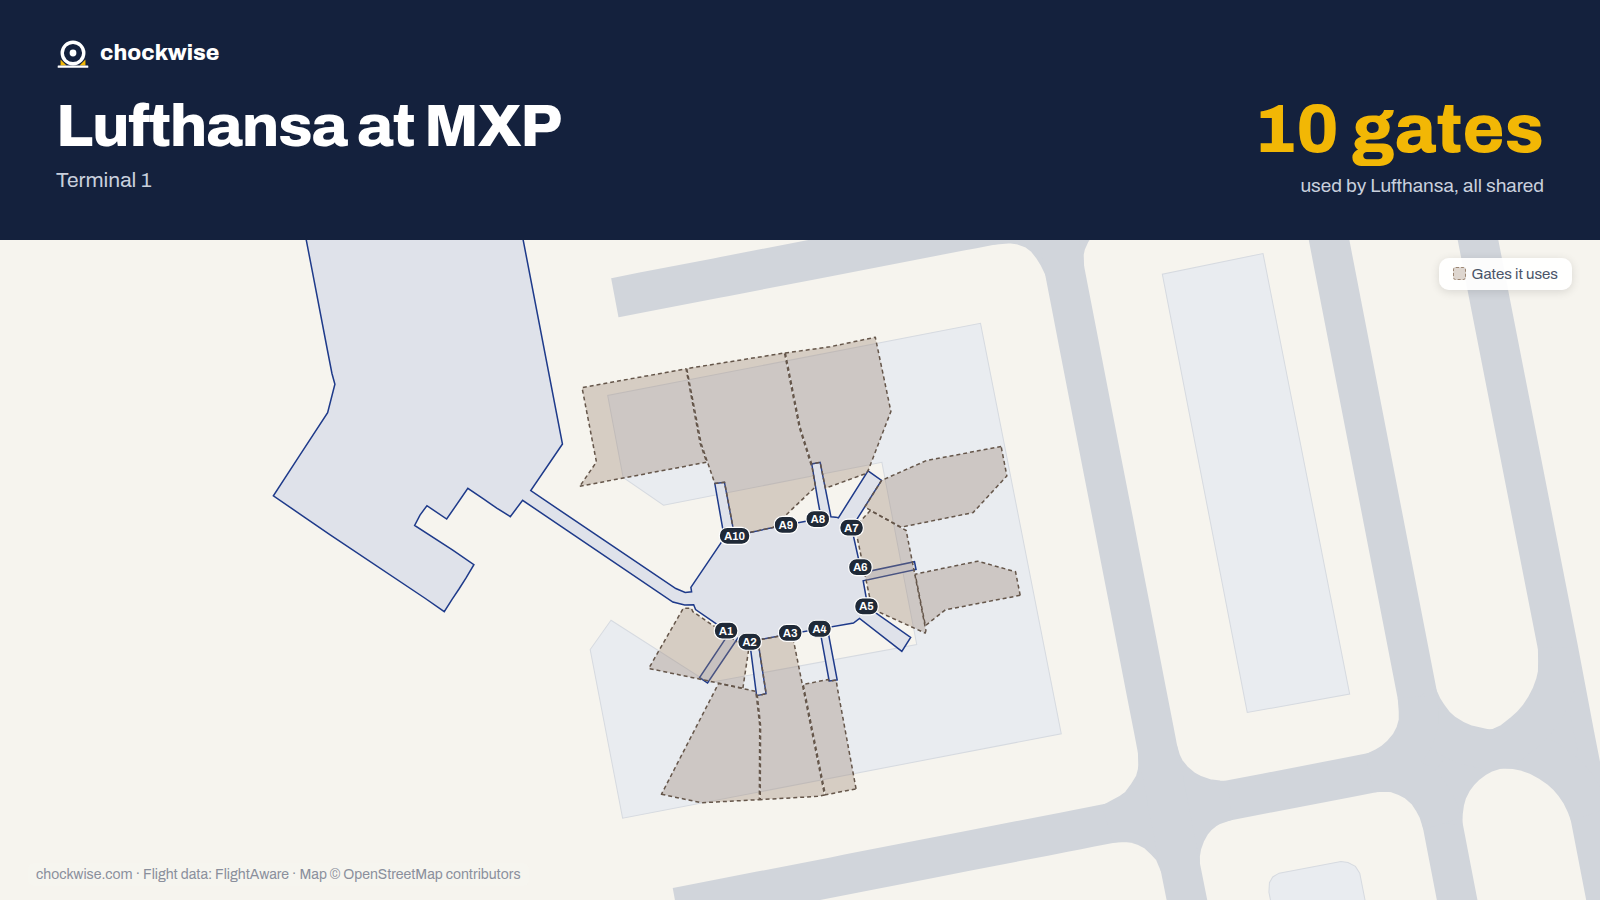 chockwise
Lufthansa at MXP
Terminal 1
10 gates
used by Lufthansa, all shared
Gates it uses
A10
A9
A8
A7
A6
A5
A1
A2
A3
A4
chockwise.com · Flight data: FlightAware · Map © OpenStreetMap contributors